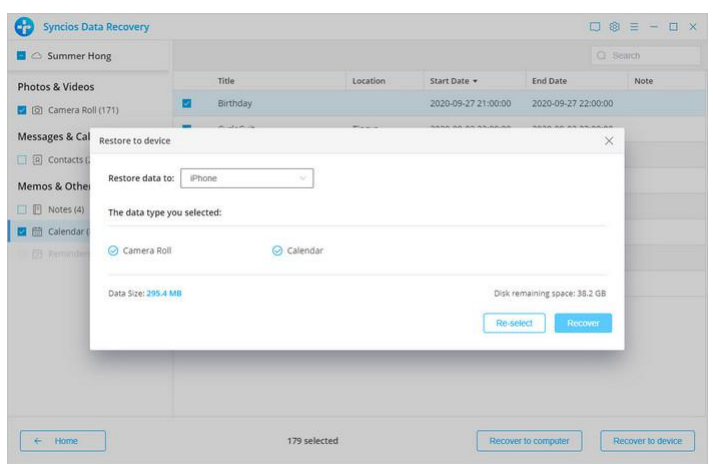 Syncios Data Recovery
Summer Hong
Search
Photos & Videos
Title Location Start Date End Date Note
Camera Roll (171)
Birthday 2020-09-27 21:00:00 2020-09-27 22:00:00
Messages & Cal
Contacts (
Memos & Other
Notes (4)
Calendar (
Reminders
Restore to device
Restore data to: iPhone
The data type you selected:
Camera Roll Calendar
Data Size: 295.4 MB Disk remaining space: 38.2 GB
Re-select Recover
Home 179 selected Recover to computer Recover to device